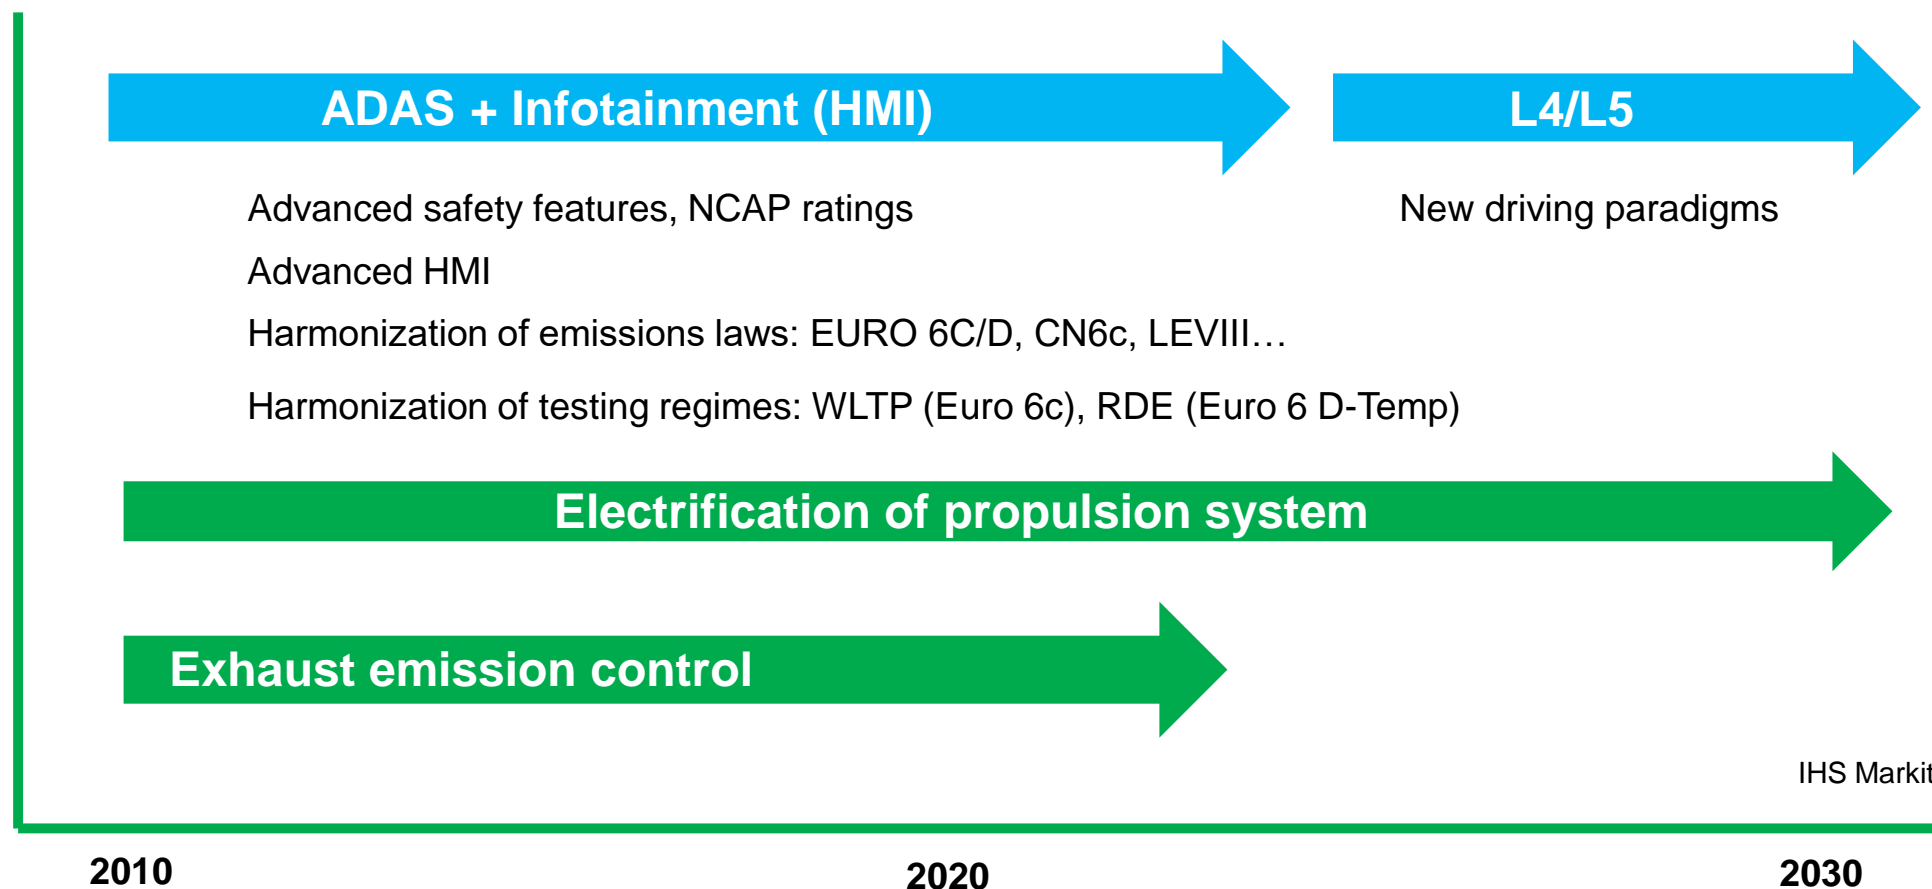 ADAS + Infotainment (HMI)
L4/L5
Advanced safety features, NCAP ratings
New driving paradigms
Advanced HMI
Harmonization of emissions laws: EURO 6C/D, CN6c, LEVIII…
Harmonization of testing regimes: WLTP (Euro 6c), RDE (Euro 6 D-Temp)
Electrification of propulsion system
Exhaust emission control
IHS Markit
2010
2020
2030